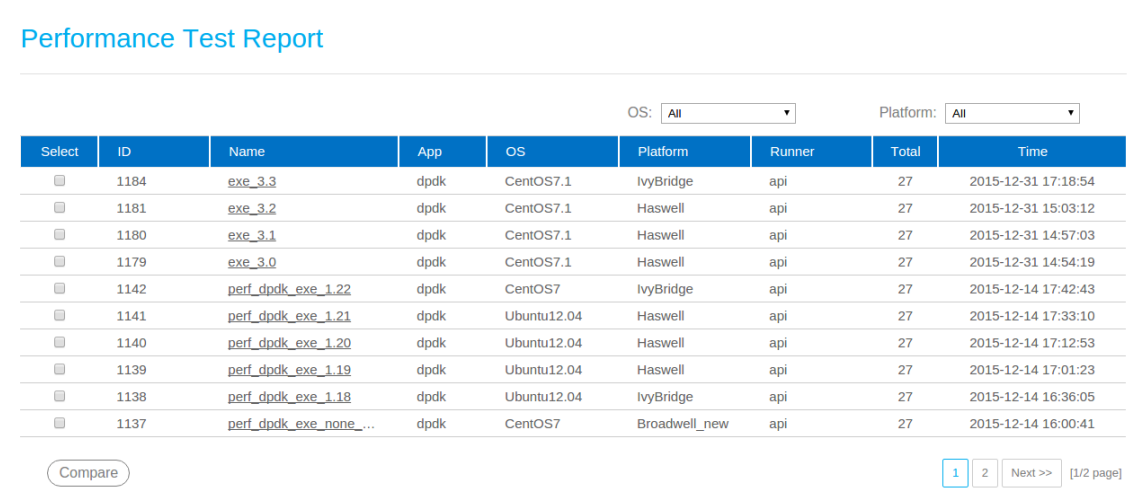 Performance Test Report
OS: All Platform: All
Select ID Name App OS Platform Runner Total Time
1184 exe_3.3 dpdk CentOS7.1 IvyBridge api 27 2015-12-31 17:18:54
1181 exe_3.2 dpdk CentOS7.1 Haswell api 27 2015-12-31 15:03:12
1180 exe_3.1 dpdk CentOS7.1 Haswell api 27 2015-12-31 14:57:03
1179 exe_3.0 dpdk CentOS7.1 Haswell api 27 2015-12-31 14:54:19
1142 perf_dpdk_exe_1.22 dpdk CentOS7 IvyBridge api 27 2015-12-14 17:42:43
1141 perf_dpdk_exe_1.21 dpdk Ubuntu12.04 Haswell api 27 2015-12-14 17:33:10
1140 perf_dpdk_exe_1.20 dpdk Ubuntu12.04 Haswell api 27 2015-12-14 17:12:53
1139 perf_dpdk_exe_1.19 dpdk Ubuntu12.04 Haswell api 27 2015-12-14 17:01:23
1138 perf_dpdk_exe_1.18 dpdk Ubuntu12.04 IvyBridge api 27 2015-12-14 16:36:05
1137 perf_dpdk_exe_none_… dpdk CentOS7 Broadwell_new api 27 2015-12-14 16:00:41
Compare 1 2 Next >> [1/2 page]